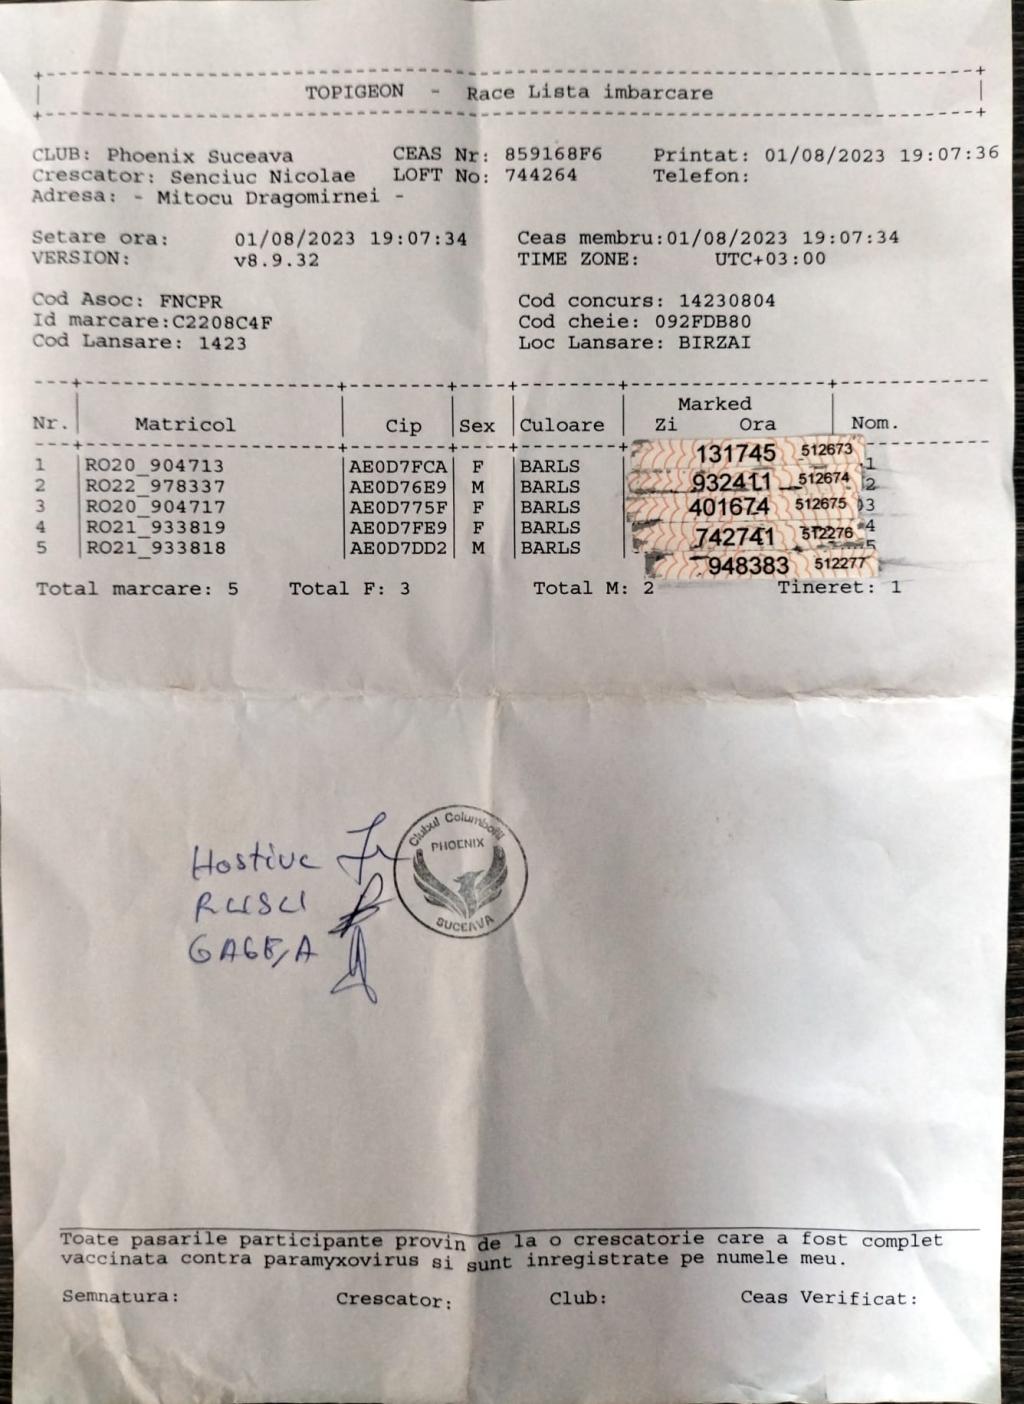 TOPIGEON - Race Lista imbarcare
CLUB: Phoenix Suceava CEAS Nr: 859168F6 Printat: 01/08/2023 19:07:36
Crescator: Senciuc Nicolae LOFT No: 744264 Telefon:
Adresa: - Mitocu Dragomirnei -
Setare ora: 01/08/2023 19:07:34 Ceas membru:01/08/2023 19:07:34
VERSION: v8.9.32 TIME ZONE: UTC+03:00
Cod Asoc: FNCPR Cod concurs: 14230804
Id marcare:C2208C4F Cod cheie: 092FDB80
Cod Lansare: 1423 Loc Lansare: BIRZAI
Marked
Nr. Matricol Cip Sex Culoare Zi Ora Nom.
1 RO20_904713 AE0D7FCA F BARLS 131745 512673 1
2 RO22_978337 AE0D76E9 M BARLS 932411 512674 2
3 RO20_904717 AE0D775F F BARLS 401674 512675 3
4 RO21_933819 AE0D7FE9 F BARLS 742741 512276 4
5 RO21_933818 AE0D7DD2 M BARLS 948383 512277 5
Total marcare: 5 Total F: 3 Total M: 2 Tineret: 1
Clubul Columbofil
PHOENIX
SUCEAVA
Hostiuc
RUSU
Toate pasarile participante provin de la o crescatorie care a fost complet
vaccinata contra paramyxovirus si sunt inregistrate pe numele meu.
Semnatura: Crescator: Club: Ceas Verificat: